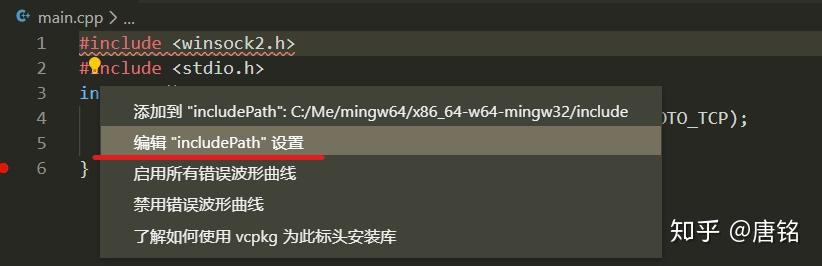 main.cpp > ...
1 #include <winsock2.h>
2 #include <stdio.h>
3 in
添加到 "includePath": C:/Me/mingw64/x86_64-w64-mingw32/include
4 OTO_TCP);
编辑 "includePath" 设置
5
启用所有错误波形曲线
6 }
禁用错误波形曲线
了解如何使用 vcpkg 为此标头安装库
知乎 @唐铭